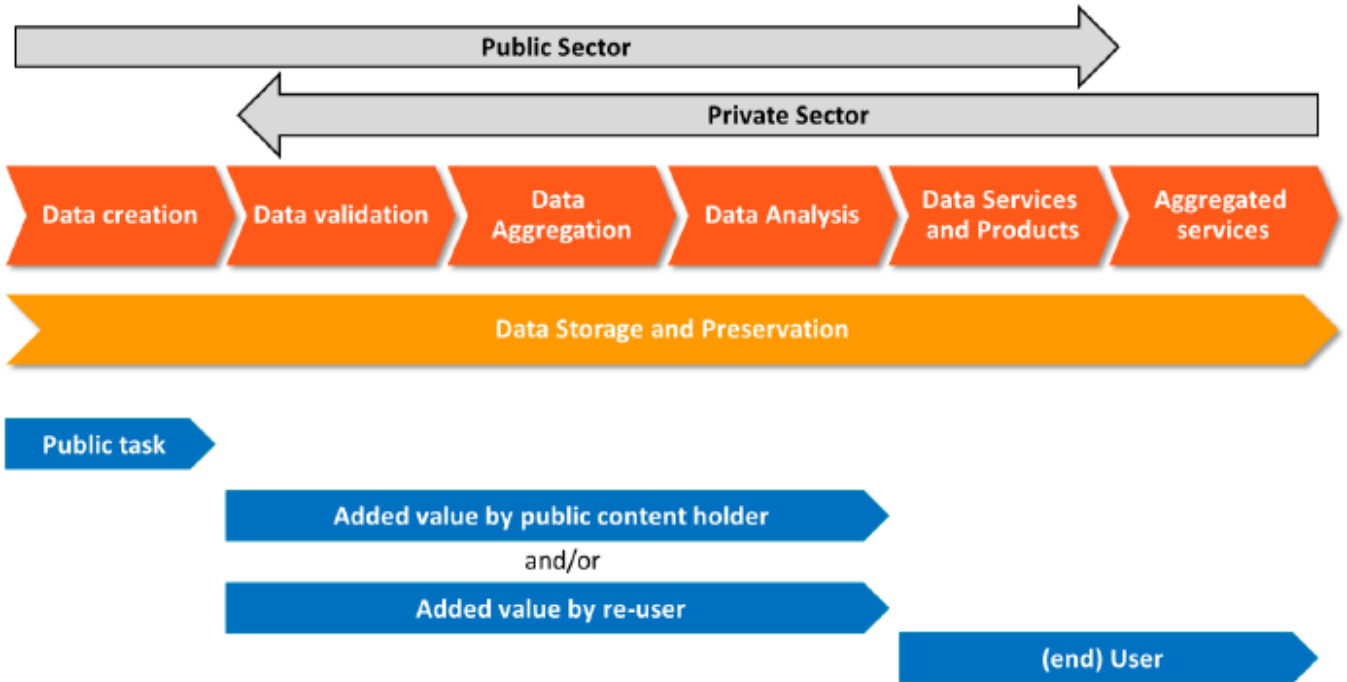 Public Sector
Private Sector
Data creation
Data validation
Data
Aggregation
Data Analysis
Data Services
and Products
Aggregated
services
Data Storage and Preservation
Public task
Added value by public content holder
and/or
Added value by re-user
(end) User